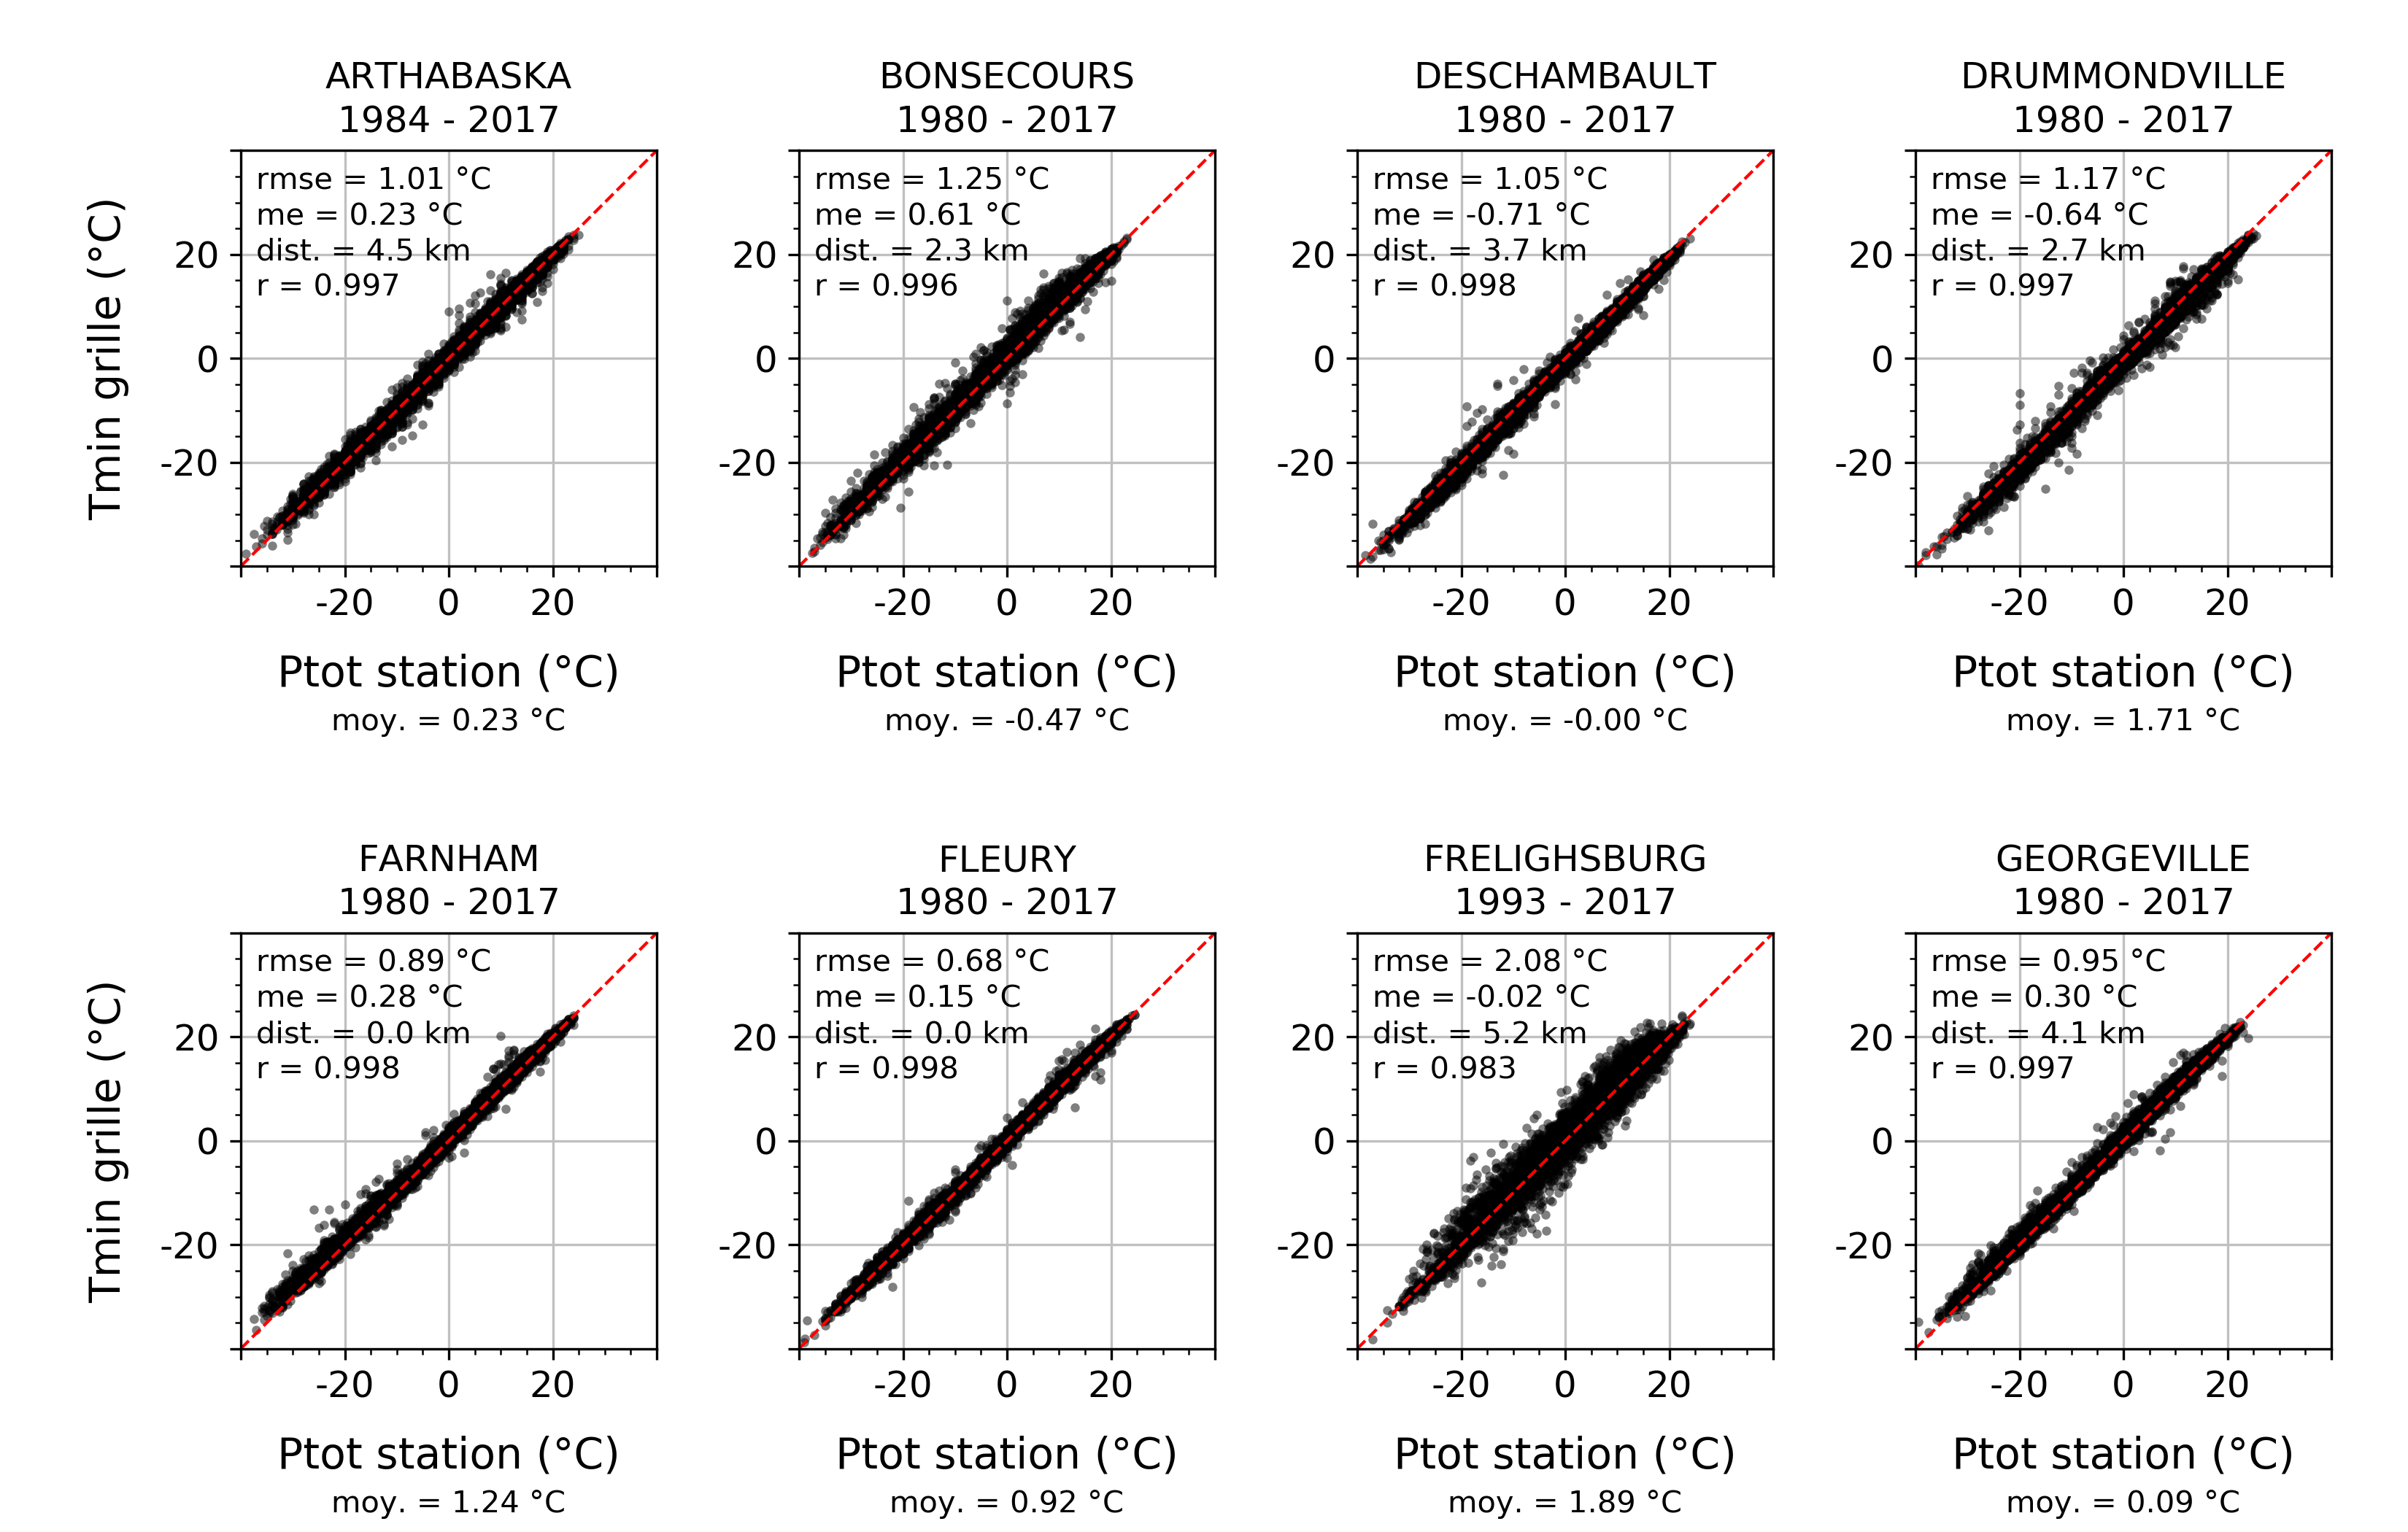 ARTHABASKA
1984 - 2017
rmse = 1.01 °C
me = 0.23 °C
dist. = 4.5 km
r = 0.997
20
0
-20
-20 0 20
Tmin grille (°C)
Ptot station (°C)
moy. = 0.23 °C
BONSECOURS
1980 - 2017
rmse = 1.25 °C
me = 0.61 °C
dist. = 2.3 km
r = 0.996
20
0
-20
-20 0 20
Ptot station (°C)
moy. = -0.47 °C
DESCHAMBAULT
1980 - 2017
rmse = 1.05 °C
me = -0.71 °C
dist. = 3.7 km
r = 0.998
20
0
-20
-20 0 20
Ptot station (°C)
moy. = -0.00 °C
DRUMMONDVILLE
1980 - 2017
rmse = 1.17 °C
me = -0.64 °C
dist. = 2.7 km
r = 0.997
20
0
-20
-20 0 20
Ptot station (°C)
moy. = 1.71 °C
FARNHAM
1980 - 2017
rmse = 0.89 °C
me = 0.28 °C
dist. = 0.0 km
r = 0.998
20
0
-20
-20 0 20
Tmin grille (°C)
Ptot station (°C)
moy. = 1.24 °C
FLEURY
1980 - 2017
rmse = 0.68 °C
me = 0.15 °C
dist. = 0.0 km
r = 0.998
20
0
-20
-20 0 20
Ptot station (°C)
moy. = 0.92 °C
FRELIGHSBURG
1993 - 2017
rmse = 2.08 °C
me = -0.02 °C
dist. = 5.2 km
r = 0.983
20
0
-20
-20 0 20
Ptot station (°C)
moy. = 1.89 °C
GEORGEVILLE
1980 - 2017
rmse = 0.95 °C
me = 0.30 °C
dist. = 4.1 km
r = 0.997
20
0
-20
-20 0 20
Ptot station (°C)
moy. = 0.09 °C